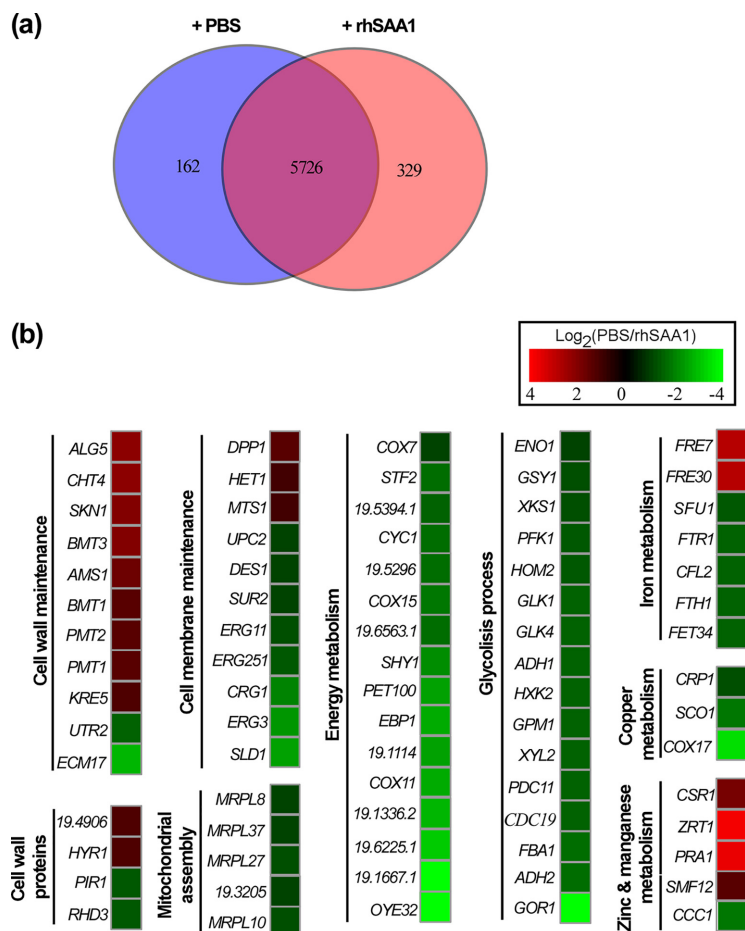 (a)
+ PBS
+ rhSAA1
162
5726
329
(b)
Log2(PBS/rhSAA1)
4 2 0 -2 -4
Cell wall maintenance
ALG5
CHT4
SKN1
BMT3
AMS1
BMT1
PMT2
PMT1
KRE5
UTR2
ECM17
Cell wall
proteins
19.4906
HYR1
PIR1
RHD3
Cell membrane maintenance
DPP1
HET1
MTS1
UPC2
DES1
SUR2
ERG11
ERG251
CRG1
ERG3
SLD1
Mitochondrial
assembly
MRPL8
MRPL37
MRPL27
19.3205
MRPL10
Energy metabolism
COX7
STF2
19.5394.1
CYC1
19.5296
COX15
19.6563.1
SHY1
PET100
EBP1
19.1114
COX11
19.1336.2
19.6225.1
19.1667.1
OYE32
Glycolisis process
ENO1
GSY1
XKS1
PFK1
HOM2
GLK1
GLK4
ADH1
HXK2
GPM1
XYL2
PDC11
CDC19
FBA1
ADH2
GOR1
Iron metabolism
FRE7
FRE30
SFU1
FTR1
CFL2
FTH1
FET34
Copper
metabolism
CRP1
SCO1
COX17
Zinc & manganese
metabolism
CSR1
ZRT1
PRA1
SMF12
CCC1